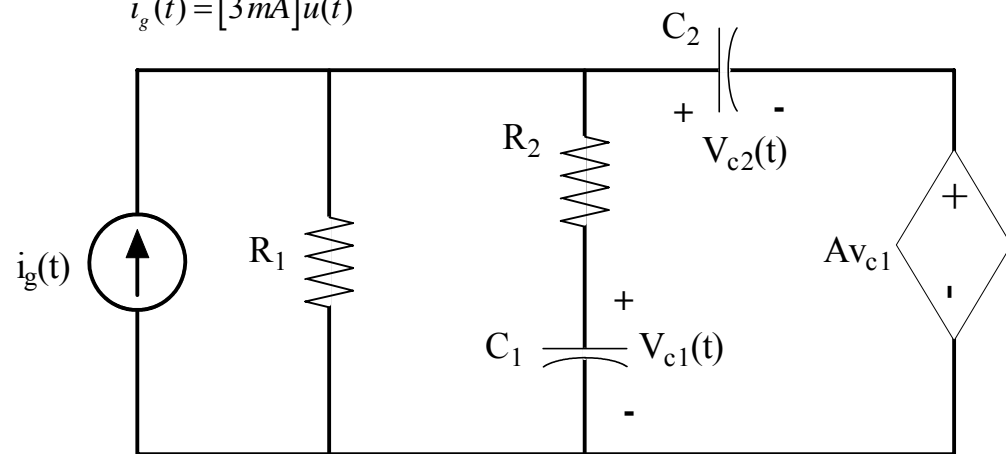 i_g(t) = [3mA]u(t)
C_2
+ -
V_c2(t)
R_2
+
Av_c1
-
i_g(t)
R_1
+
C_1
V_c1(t)
-